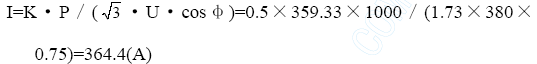 I=K·P / (√3·U·cosφ)=0.5×359.33×1000 / (1.73×380×
0.75)=364.4(A)